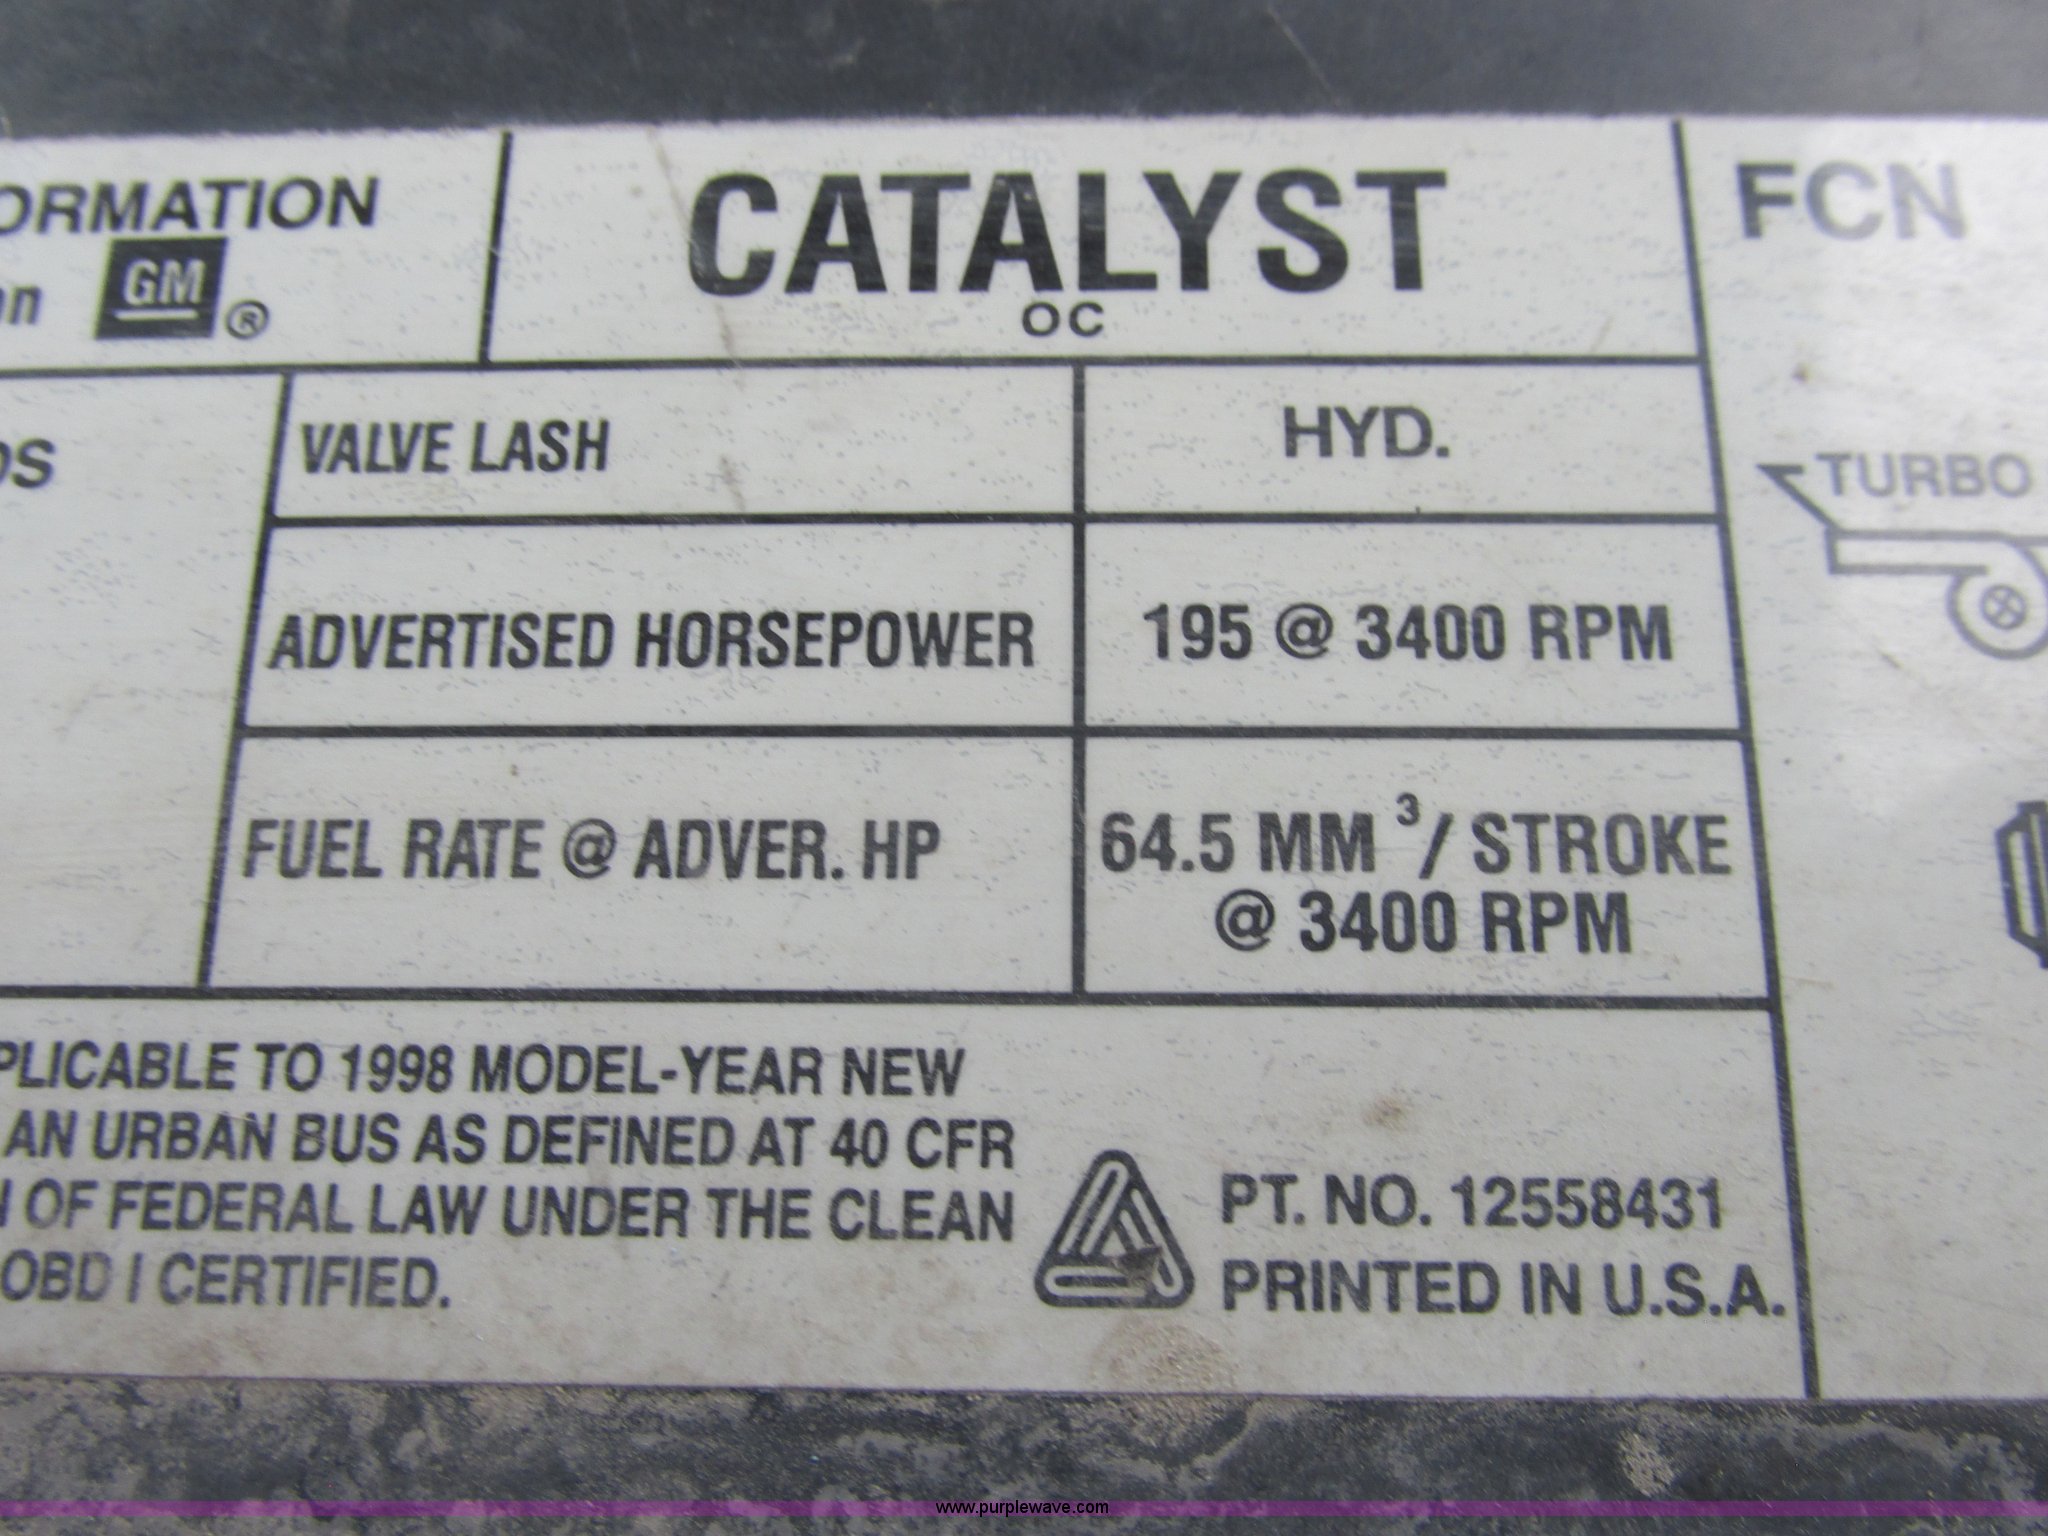 ORMATION
GM ®
CATALYST
OC
FCN
VALVE LASH
HYD.
TURBO
ADVERTISED HORSEPOWER
195 @ 3400 RPM
FUEL RATE @ ADVER. HP
64.5 MM ³/ STROKE
@ 3400 RPM
PLICABLE TO 1998 MODEL-YEAR NEW
AN URBAN BUS AS DEFINED AT 40 CFR
OF FEDERAL LAW UNDER THE CLEAN
OBD I CERTIFIED.
PT. NO. 12558431
PRINTED IN U.S.A.
www.purplewave.com